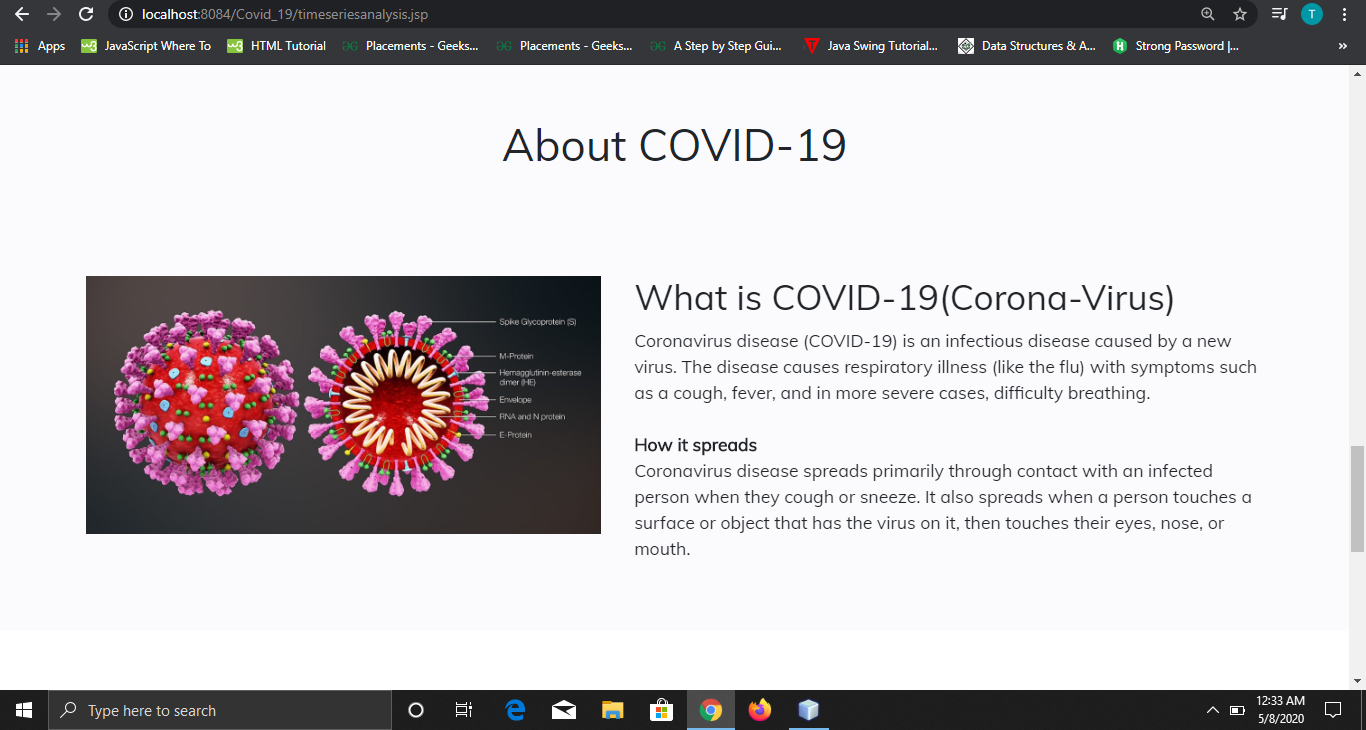 localhost:8084/Covid_19/timeseriesanalysis.jsp
T
Apps
JavaScript Where To
HTML Tutorial
Placements - Geeks...
Placements - Geeks...
A Step by Step Gui...
Java Swing Tutorial...
Data Structures & A...
Strong Password |...
»
About COVID-19
Spike Glycoprotein (S)
M-Protein
Hemagglutinin-esterase
dimer (HE)
Envelope
RNA and N protein
E-Protein
What is COVID-19(Corona-Virus)
Coronavirus disease (COVID-19) is an infectious disease caused by a new
virus. The disease causes respiratory illness (like the flu) with symptoms such
as a cough, fever, and in more severe cases, difficulty breathing.
How it spreads
Coronavirus disease spreads primarily through contact with an infected
person when they cough or sneeze. It also spreads when a person touches a
surface or object that has the virus on it, then touches their eyes, nose, or
mouth.
Type here to search
12:33 AM
5/8/2020